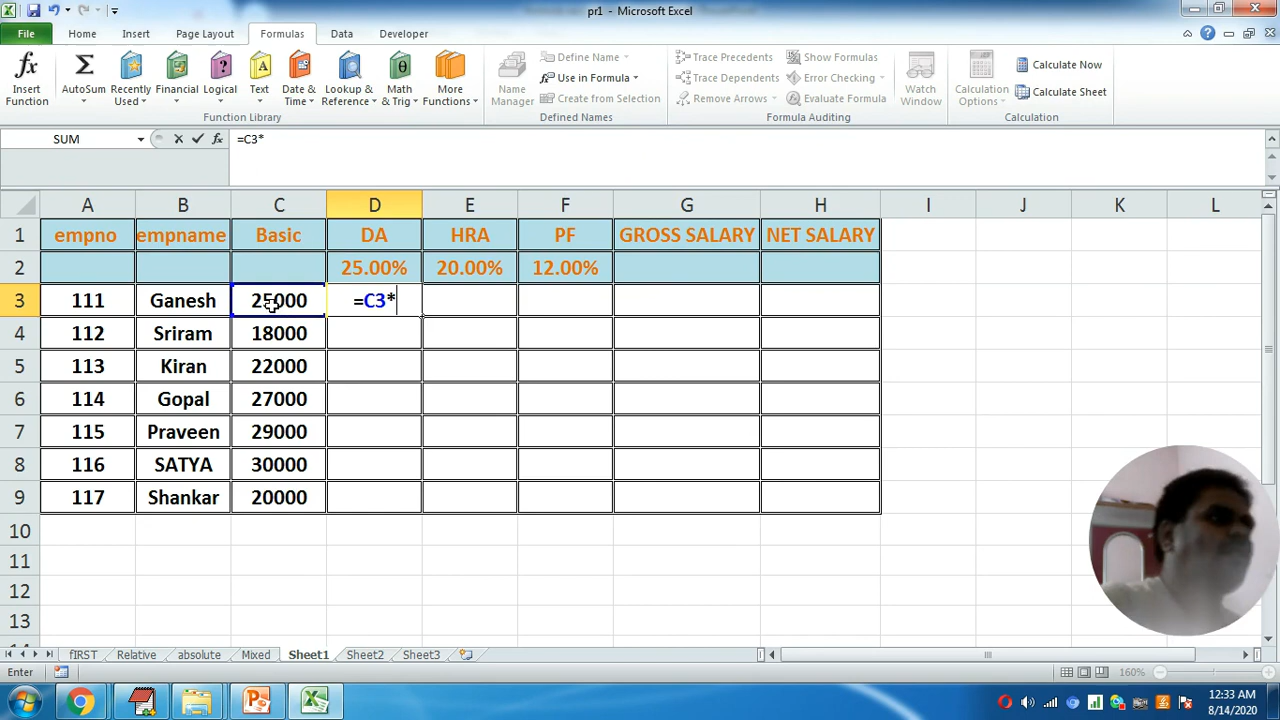 pr1 - Microsoft Excel
File Home Insert Page Layout Formulas Data Developer
fx Insert Function
Σ AutoSum
Recently Used
Financial
Logical
Text
Date & Time
Lookup & Reference
Math & Trig
More Functions
Function Library
Name Manager
Define Name
Use in Formula
Create from Selection
Defined Names
Trace Precedents
Trace Dependents
Remove Arrows
Show Formulas
Error Checking
Evaluate Formula
Formula Auditing
Watch Window
Calculation Options
Calculate Now
Calculate Sheet
Calculation
SUM fx =C3*
A B C D E F G H I J K L
1 empno empname Basic DA HRA PF GROSS SALARY NET SALARY
2 25.00% 20.00% 12.00%
3 111 Ganesh 25000 =C3*
4 112 Sriram 18000
5 113 Kiran 22000
6 114 Gopal 27000
7 115 Praveen 29000
8 116 SATYA 30000
9 117 Shankar 20000
10
11
12
13
fIRST Relative absolute Mixed Sheet1 Sheet2 Sheet3
Enter 160%
12:33 AM
8/14/2020